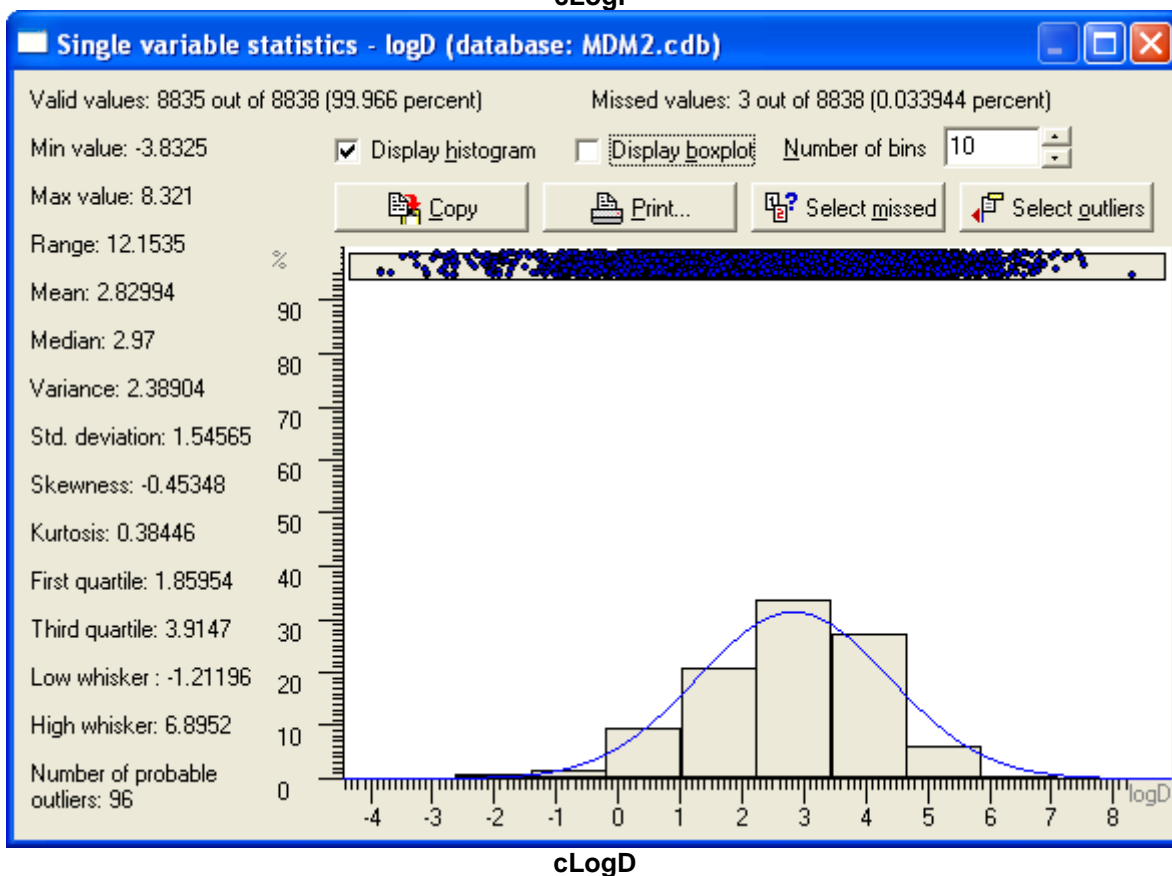 cLogP
Single variable statistics - logD (database: MDM2.cdb)
Valid values: 8835 out of 8838 (99.966 percent) Missed values: 3 out of 8838 (0.033944 percent)
Min value: -3.8325 Display histogram Display boxplot Number of bins 10
Max value: 8.321 Copy Print... Select missed Select outliers
Range: 12.1535
Mean: 2.82994
Median: 2.97
Variance: 2.38904
Std. deviation: 1.54565
Skewness: -0.45348
Kurtosis: 0.38446
First quartile: 1.85954
Third quartile: 3.9147
Low whisker : -1.21196
High whisker: 6.8952
Number of probable
outliers: 96
%
90
80
70
60
50
40
30
20
10
0
-4 -3 -2 -1 0 1 2 3 4 5 6 7 8
logD
cLogD